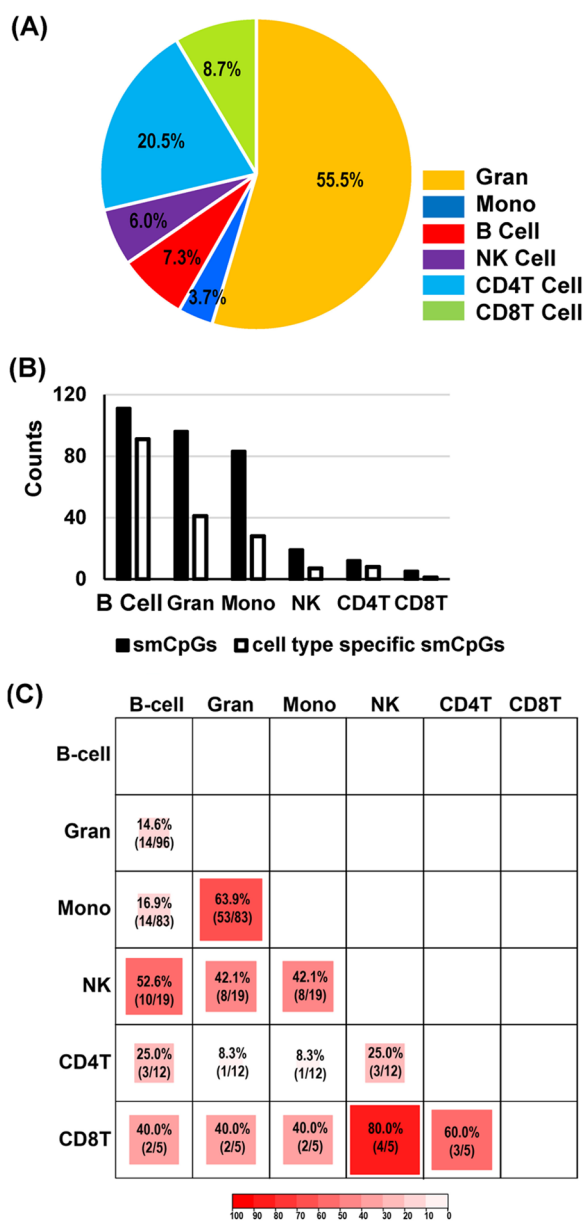 (A)
8.7%
20.5%
55.5%
6.0%
7.3%
3.7%
Gran
Mono
B Cell
NK Cell
CD4T Cell
CD8T Cell
(B)
120
80
40
0
Counts
B Cell Gran Mono NK CD4T CD8T
smCpGs cell type specific smCpGs
(C)
B-cell Gran Mono NK CD4T CD8T
B-cell
Gran
14.6%
(14/96)
Mono
16.9% 63.9%
(14/83) (53/83)
NK
52.6% 42.1% 42.1%
(10/19) (8/19) (8/19)
CD4T
25.0% 8.3% 8.3% 25.0%
(3/12) (1/12) (1/12) (3/12)
CD8T
40.0% 40.0% 40.0% 80.0% 60.0%
(2/5) (2/5) (2/5) (4/5) (3/5)
100 90 80 70 60 50 40 30 20 10 0